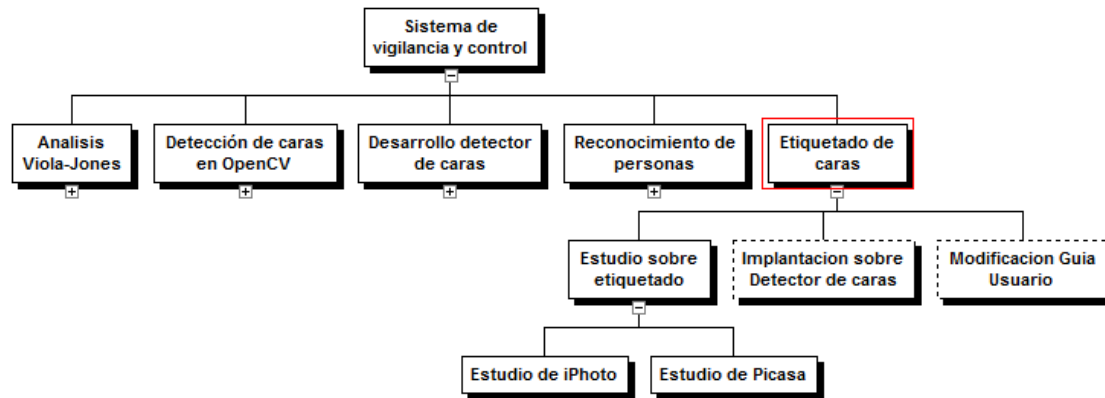 Sistema de
vigilancia y control
Analisis
Viola-Jones
Detección de caras
en OpenCV
Desarrollo detector
de caras
Reconocimiento de
personas
Etiquetado de
caras
Estudio sobre
etiquetado
Implantacion sobre
Detector de caras
Modificacion Guia
Usuario
Estudio de iPhoto
Estudio de Picasa